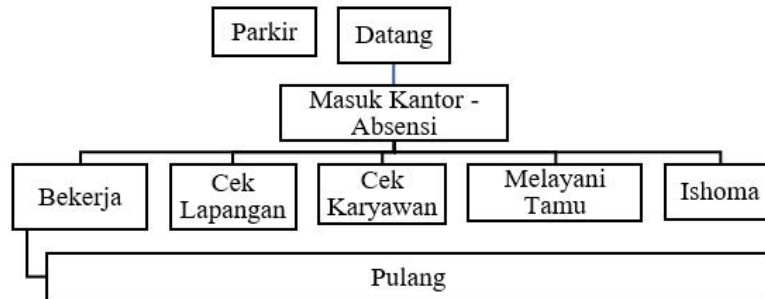 Parkir
Datang
Masuk Kantor -
Absensi
Bekerja
Cek
Lapangan
Cek
Karyawan
Melayani
Tamu
Ishoma
Pulang